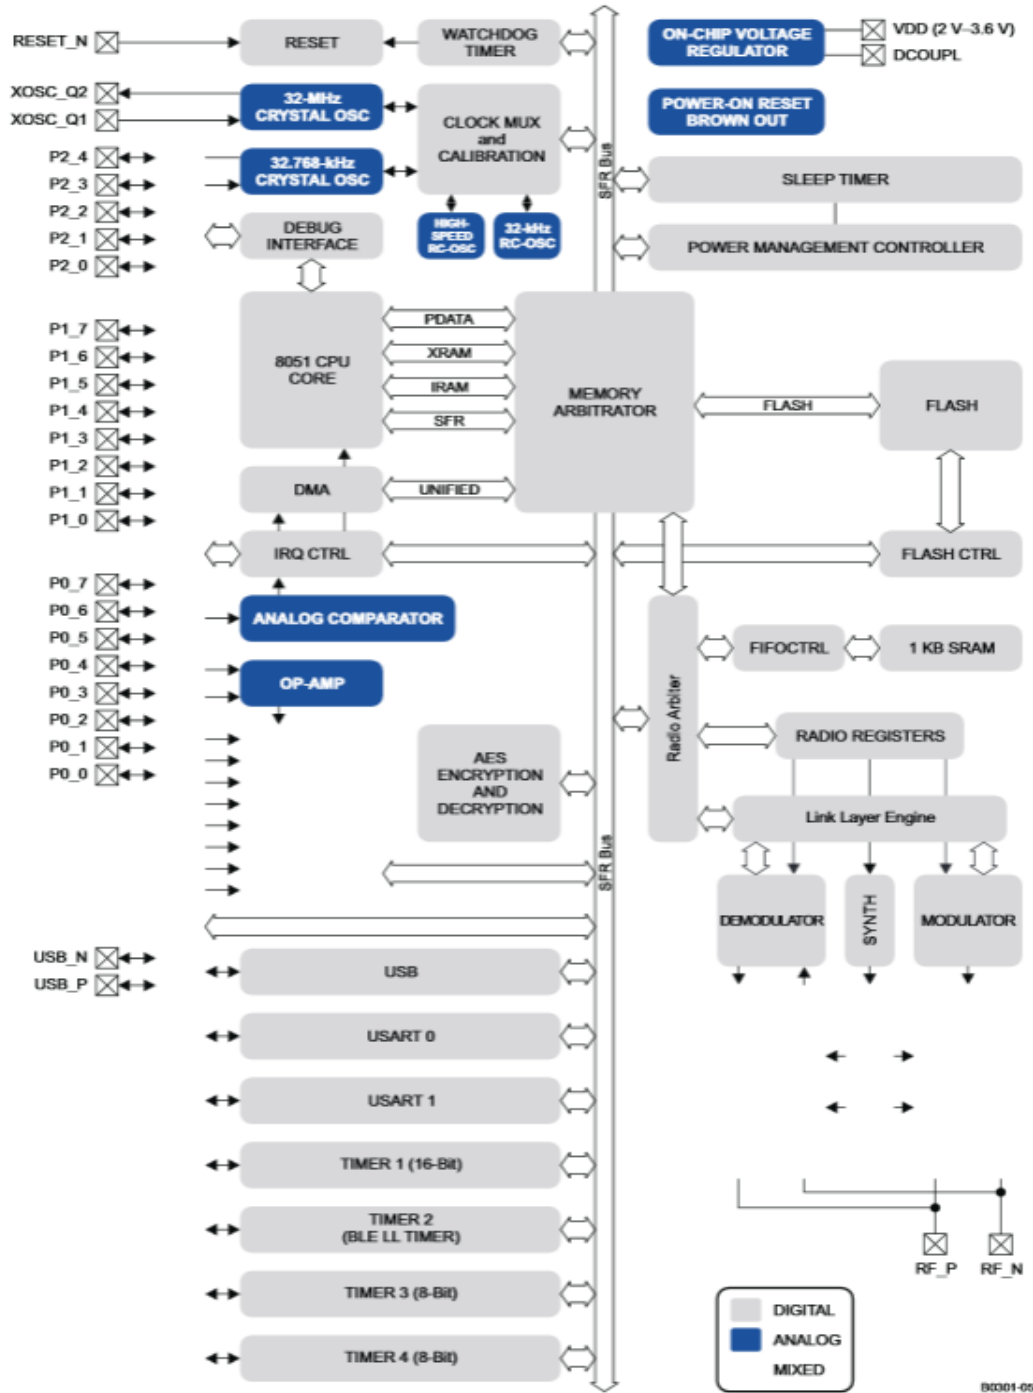 RESET_N
RESET
WATCHDOG
TIMER
ON-CHIP VOLTAGE
REGULATOR
VDD (2 V–3.6 V)
DCOUPL
XOSC_Q2
XOSC_Q1
32-MHz
CRYSTAL OSC
CLOCK MUX
and
CALIBRATION
POWER-ON RESET
BROWN OUT
SFR Bus
P2_4
P2_3
P2_2
P2_1
P2_0
32.768-kHz
CRYSTAL OSC
DEBUG
INTERFACE
HIGH-
SPEED
RC-OSC
32-kHz
RC-OSC
SLEEP TIMER
POWER MANAGEMENT CONTROLLER
P1_7
P1_6
P1_5
P1_4
P1_3
P1_2
P1_1
P1_0
8051 CPU
CORE
PDATA
XRAM
IRAM
SFR
MEMORY
ARBITRATOR
FLASH
FLASH
DMA
UNIFIED
IRQ CTRL
FLASH CTRL
P0_7
P0_6
P0_5
P0_4
P0_3
P0_2
P0_1
P0_0
ANALOG COMPARATOR
OP-AMP
AES
ENCRYPTION
AND
DECRYPTION
Radio Arbiter
FIFOCTRL
1 KB SRAM
RADIO REGISTERS
Link Layer Engine
SFR Bus
DEMODULATOR
SYNTH
MODULATOR
USB_N
USB_P
USB
USART 0
USART 1
TIMER 1 (16-Bit)
TIMER 2
(BLE LL TIMER)
TIMER 3 (8-Bit)
TIMER 4 (8-Bit)
RF_P
RF_N
DIGITAL
ANALOG
MIXED
B0301-05